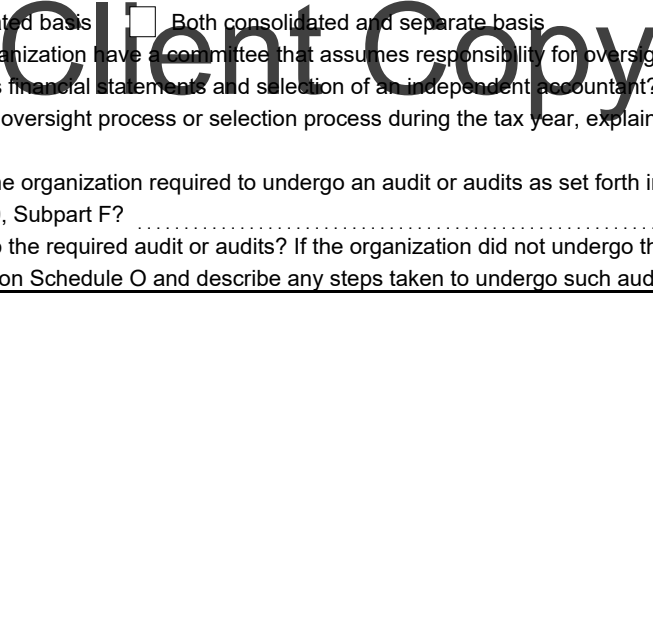 ted basis Both consolidated and separate basis
Client Copy
anization have a committee that assumes responsibility for oversig
s financial statements and selection of an independent accountant?
oversight process or selection process during the tax year, explain
e organization required to undergo an audit or audits as set forth i
, Subpart F?
o the required audit or audits? If the organization did not undergo th
on Schedule O and describe any steps taken to undergo such aud